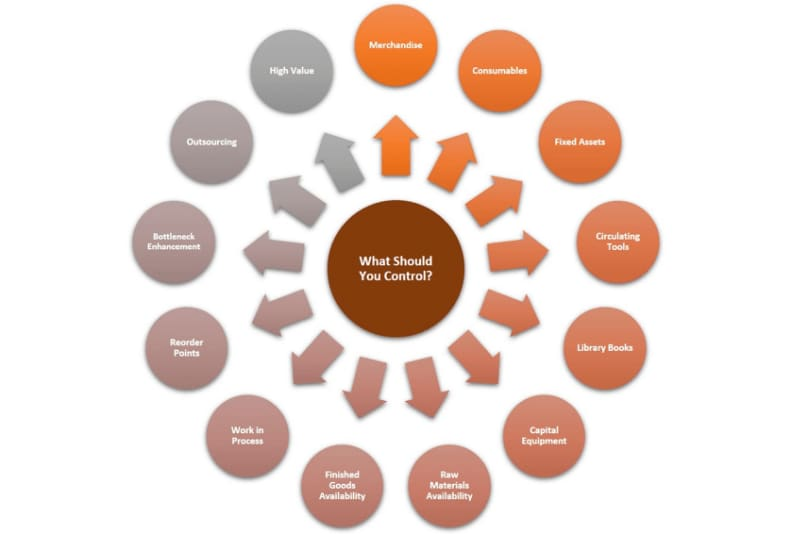 Merchandise
Consumables
Fixed Assets
Circulating
Tools
Library Books
Capital
Equipment
Raw
Materials
Availability
Finished
Goods
Availability
Work in
Process
Reorder
Points
Bottleneck
Enhancement
Outsourcing
High Value
What Should
You Control?